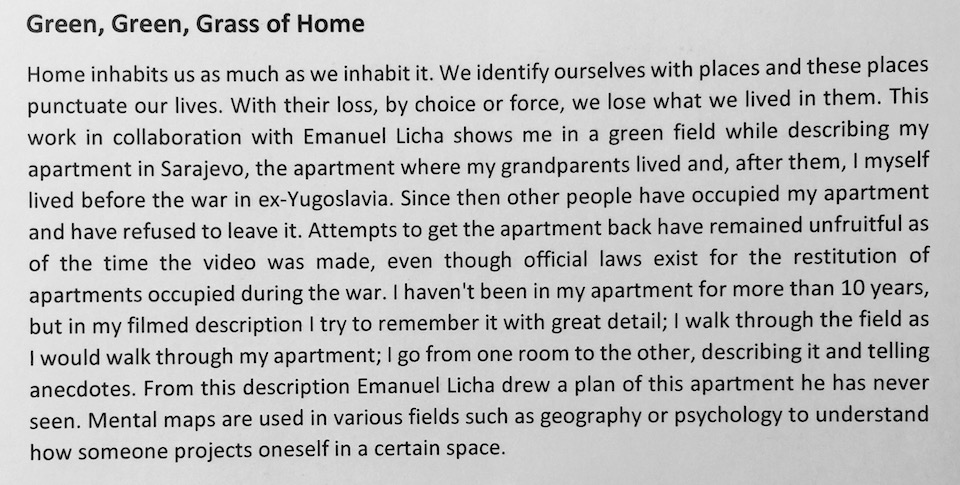 Green, Green, Grass of Home
Home inhabits us as much as we inhabit it. We identify ourselves with places and these places
punctuate our lives. With their loss, by choice or force, we lose what we lived in them. This
work in collaboration with Emanuel Licha shows me in a green field while describing my
apartment in Sarajevo, the apartment where my grandparents lived and, after them, I myself
lived before the war in ex-Yugoslavia. Since then other people have occupied my apartment
and have refused to leave it. Attempts to get the apartment back have remained unfruitful as
of the time the video was made, even though official laws exist for the restitution of
apartments occupied during the war. I haven't been in my apartment for more than 10 years,
but in my filmed description I try to remember it with great detail; I walk through the field as
I would walk through my apartment; I go from one room to the other, describing it and telling
anecdotes. From this description Emanuel Licha drew a plan of this apartment he has never
seen. Mental maps are used in various fields such as geography or psychology to understand
how someone projects oneself in a certain space.